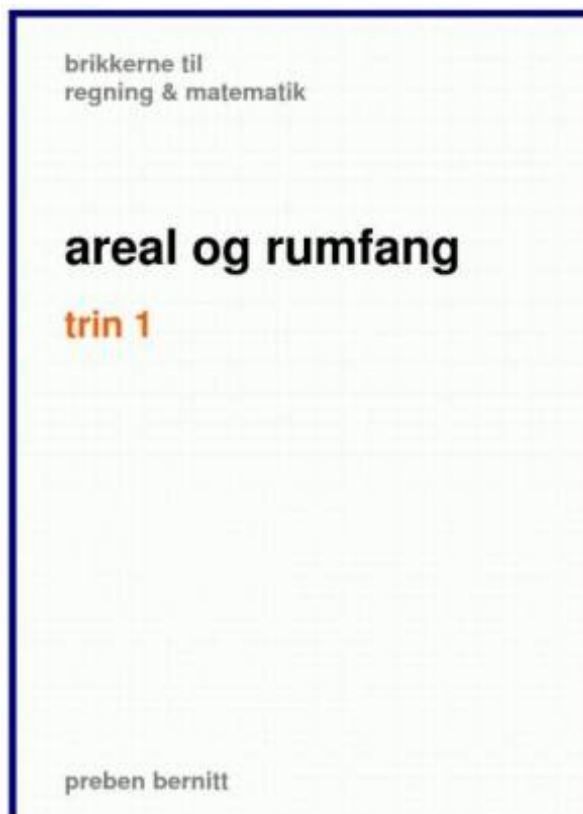 brikkerne til
regning & matematik
areal og rumfang
trin 1
preben bernitt